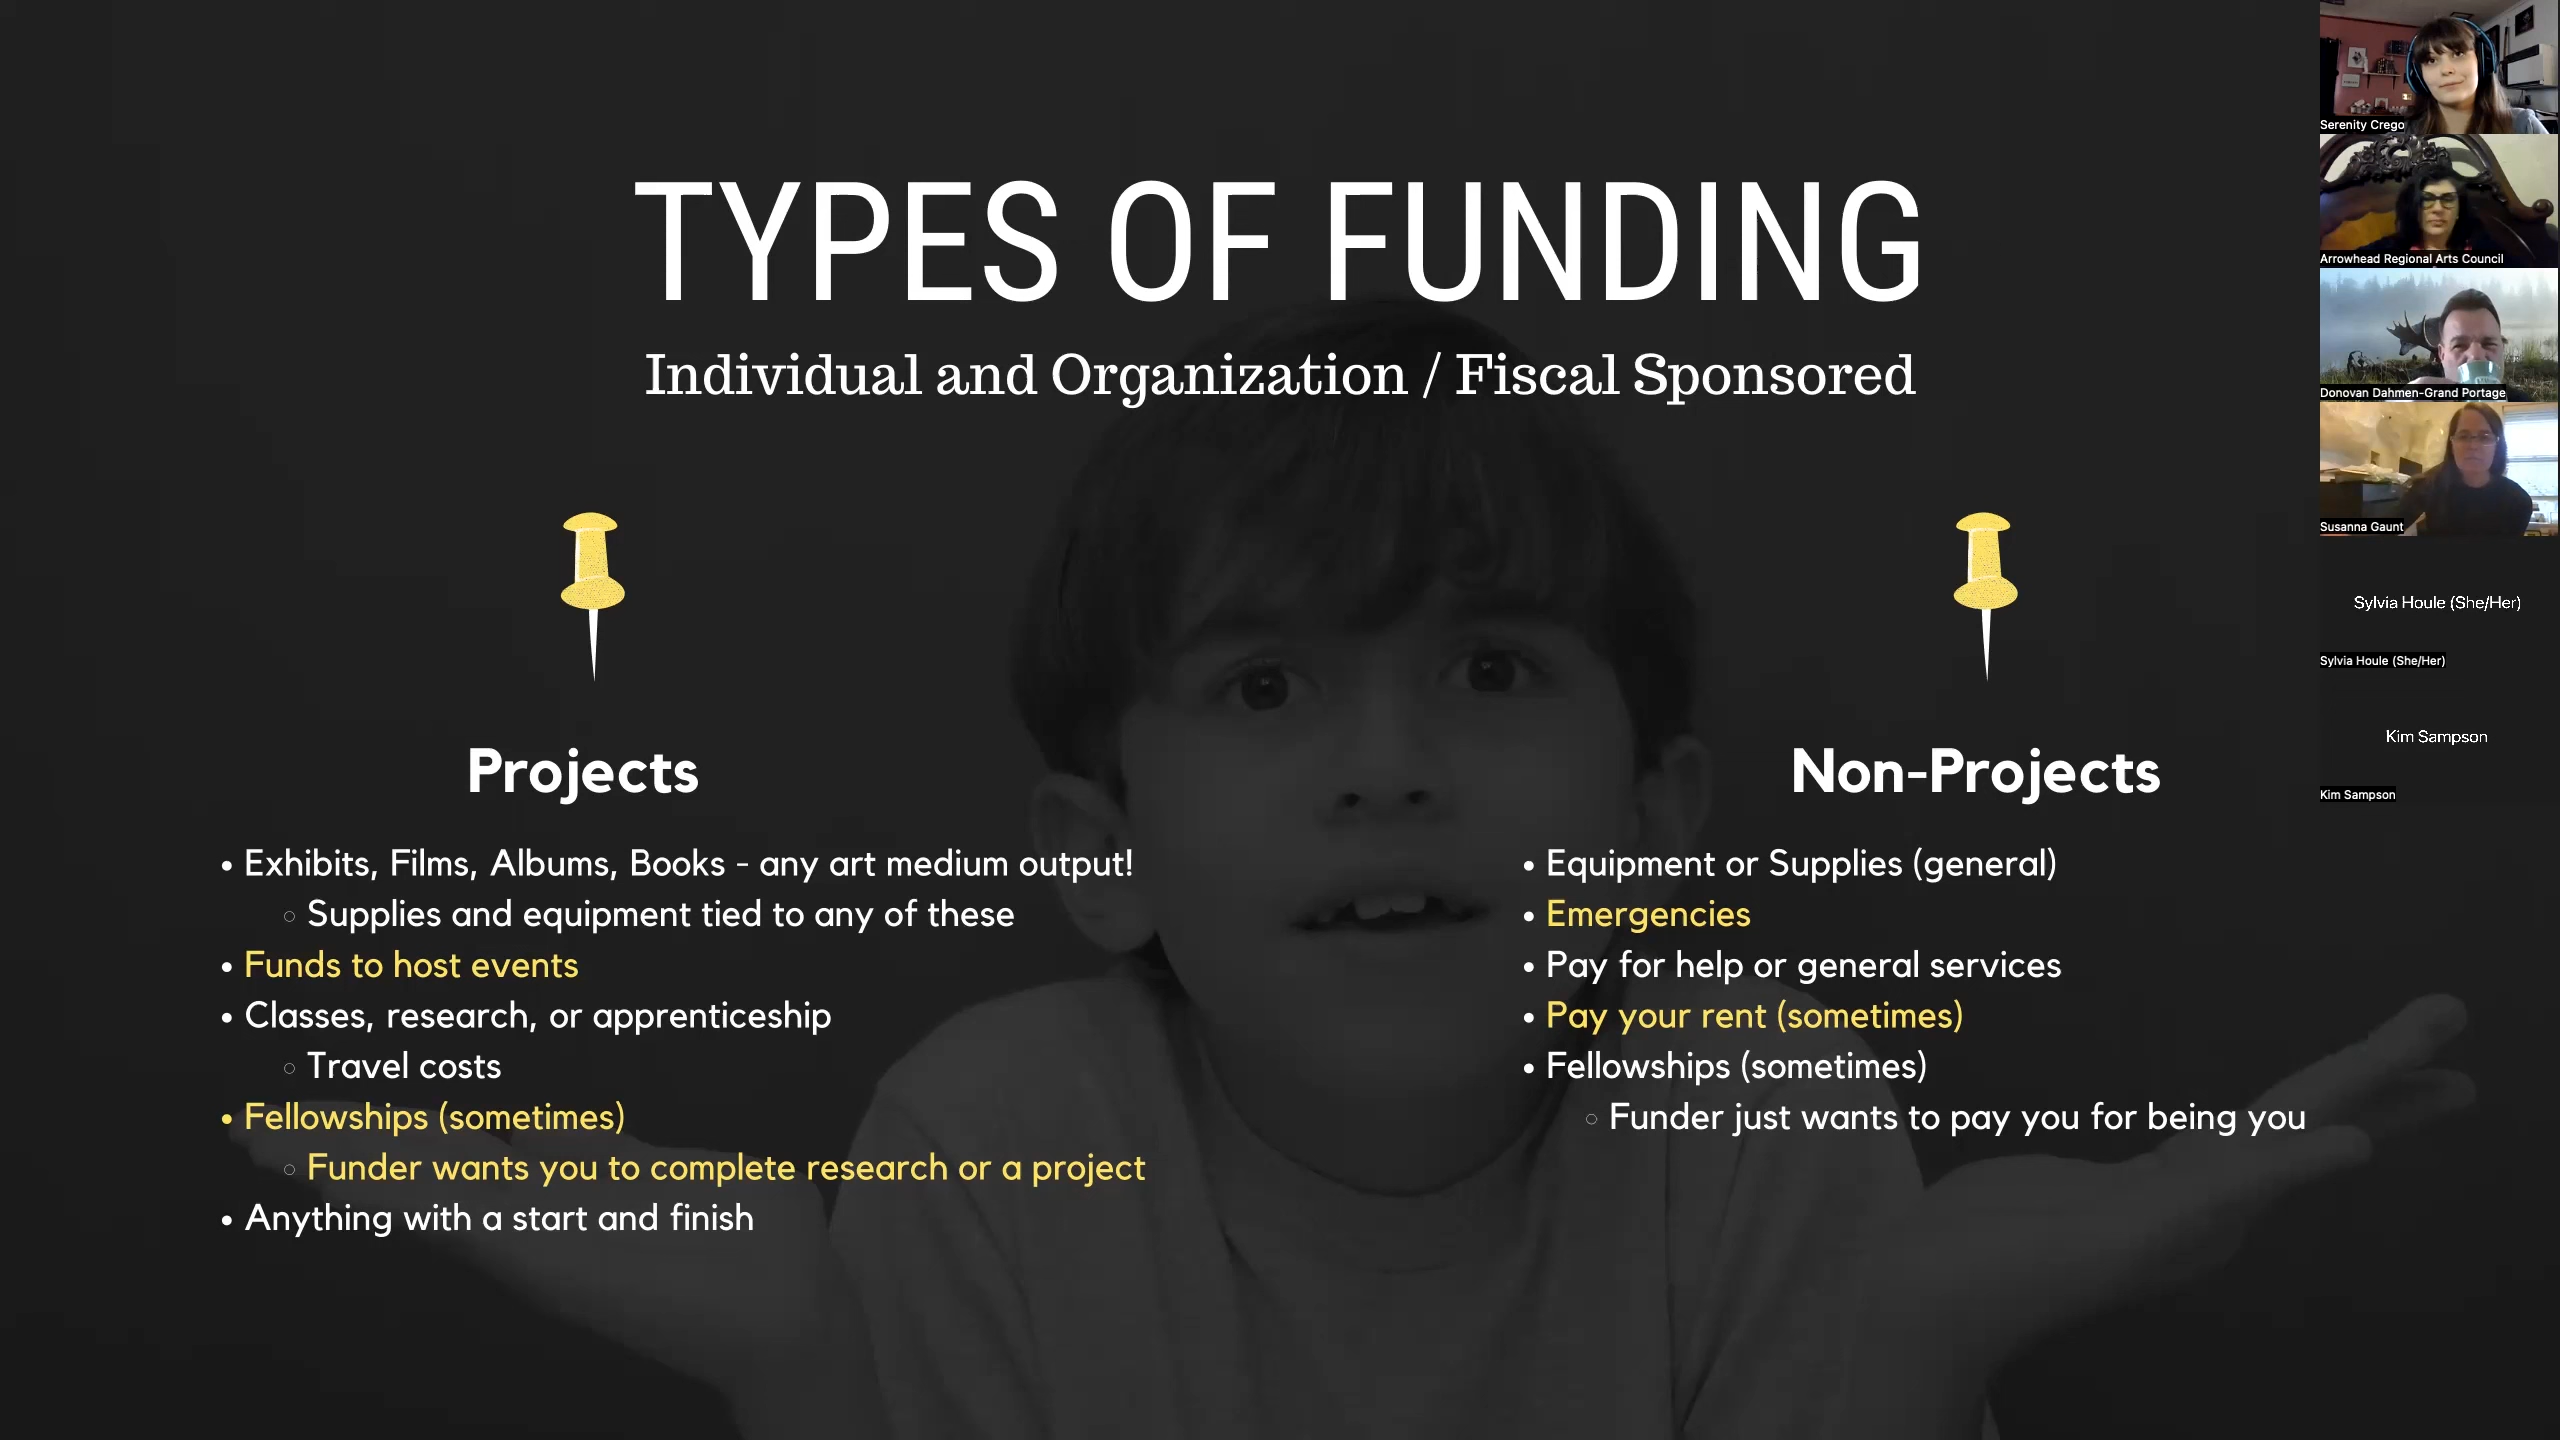 TYPES OF FUNDING
Individual and Organization / Fiscal Sponsored
Projects
• Exhibits, Films, Albums, Books - any art medium output!
○ Supplies and equipment tied to any of these
• Funds to host events
• Classes, research, or apprenticeship
○ Travel costs
• Fellowships (sometimes)
○ Funder wants you to complete research or a project
• Anything with a start and finish
Non-Projects
• Equipment or Supplies (general)
• Emergencies
• Pay for help or general services
• Pay your rent (sometimes)
• Fellowships (sometimes)
○ Funder just wants to pay you for being you
Serenity Crego
Arrowhead Regional Arts Council
Donovan Dahmen-Grand Portage
Susanna Gaunt
Sylvia Houle (She/Her)
Sylvia Houle (She/Her)
Kim Sampson
Kim Sampson